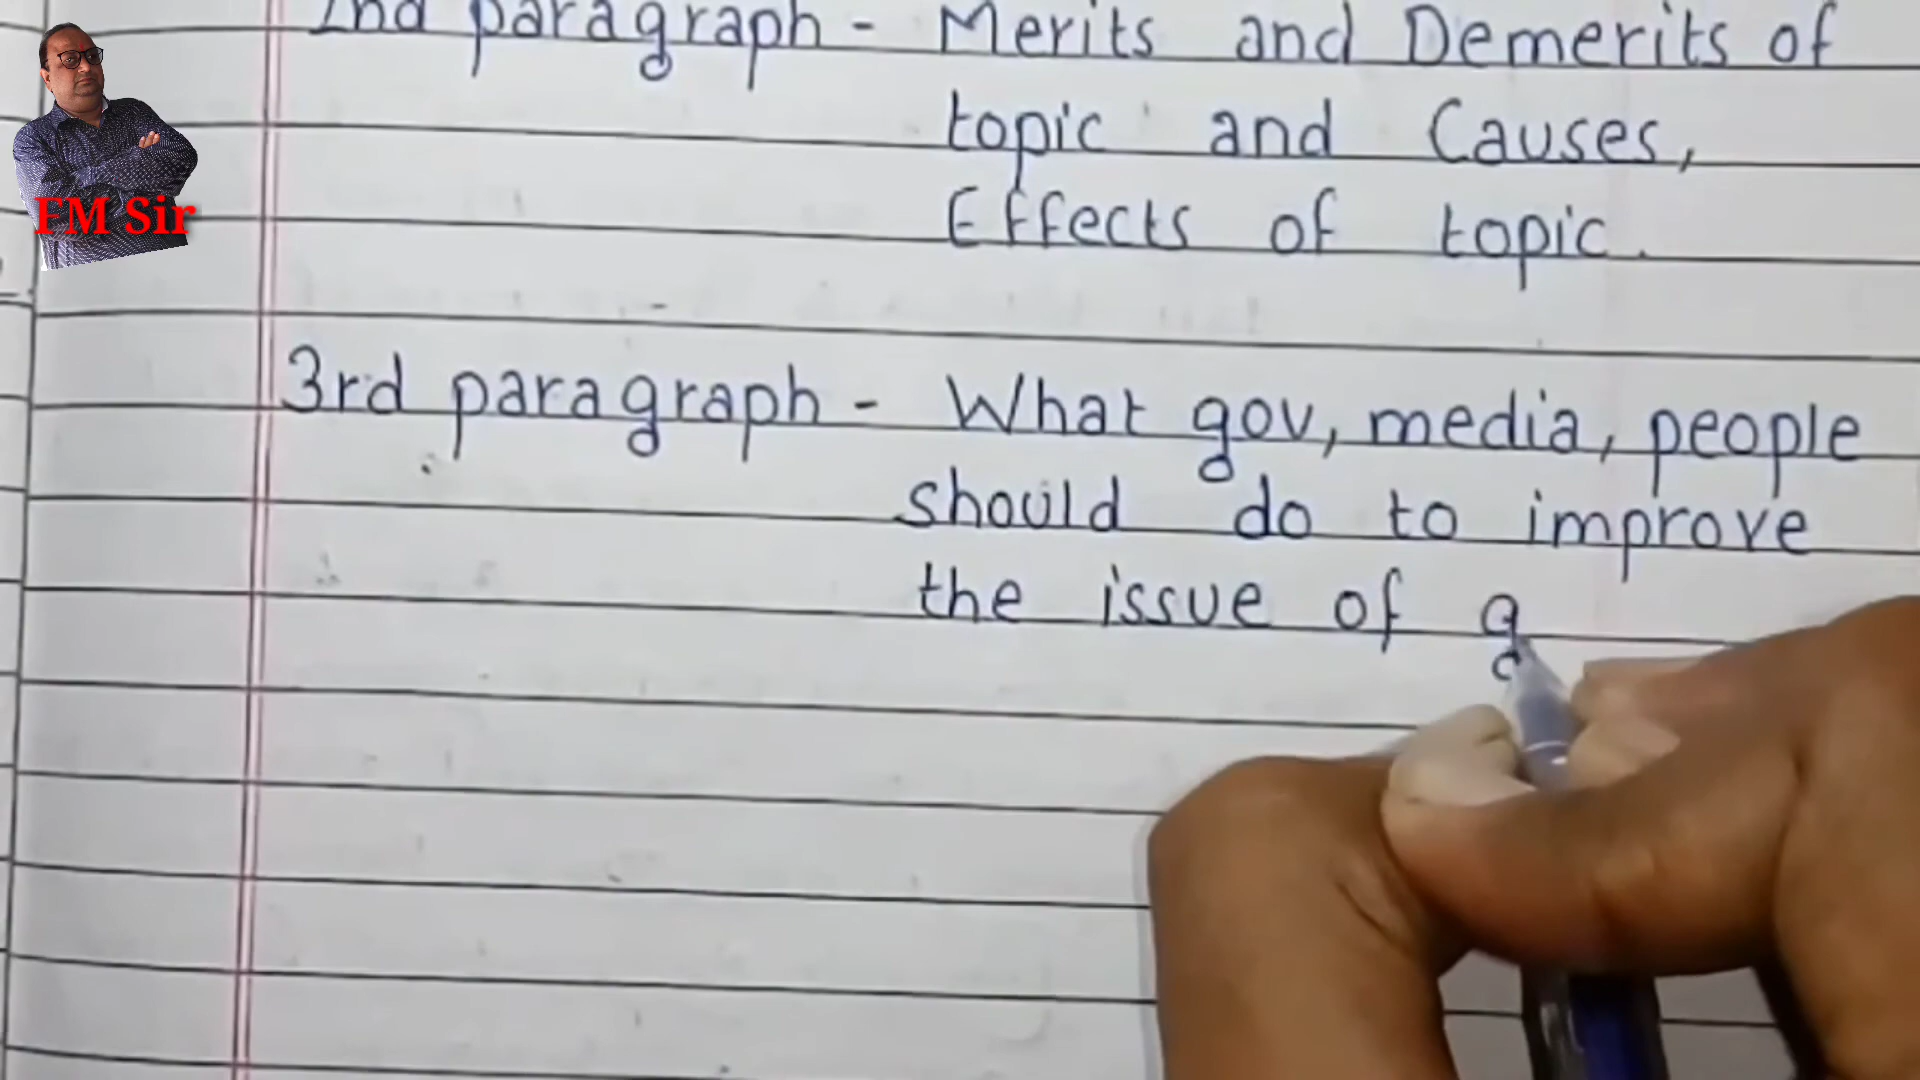 2nd paragraph - Merits and Demerits of
topic and Causes,
Effects of topic.
3rd paragraph - What gov, media, people
should do to improve
the issue of g
FM Sir